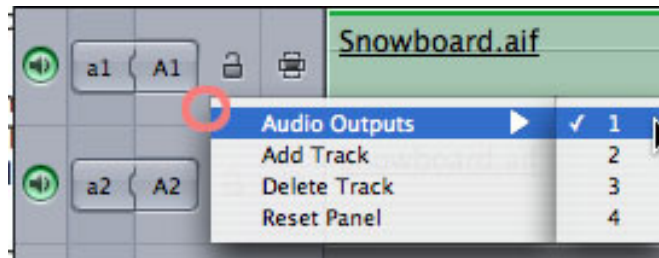 Snowboard.aif
a1 A1
Audio Outputs ✓ 1
Add Track 2
a2 A2 Delete Track 3
Reset Panel 4